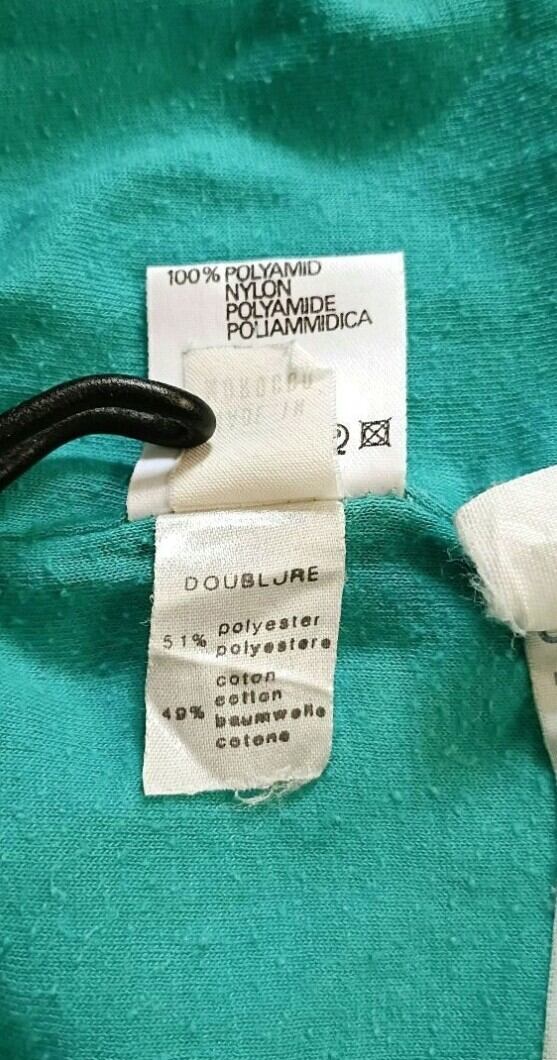 100% POLYAMID
NYLON
POLYAMIDE
POLIAMMIDICA
DOUBLURE
51% polyester
polyestere
coton
cotton
49% baumwolle
cotone